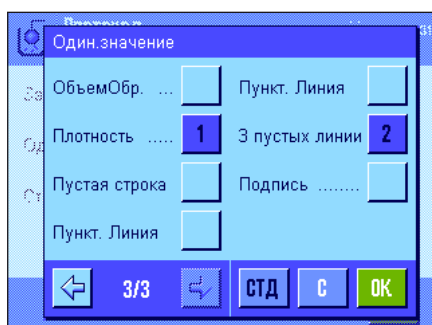 Один.значение
ОбъемОбр. ...
Пункт. Линия
Плотность ..... 1
3 пустых линии 2
Пустая строка
Подпись ........
Пункт. Линия
3/3
СТД
C
OK